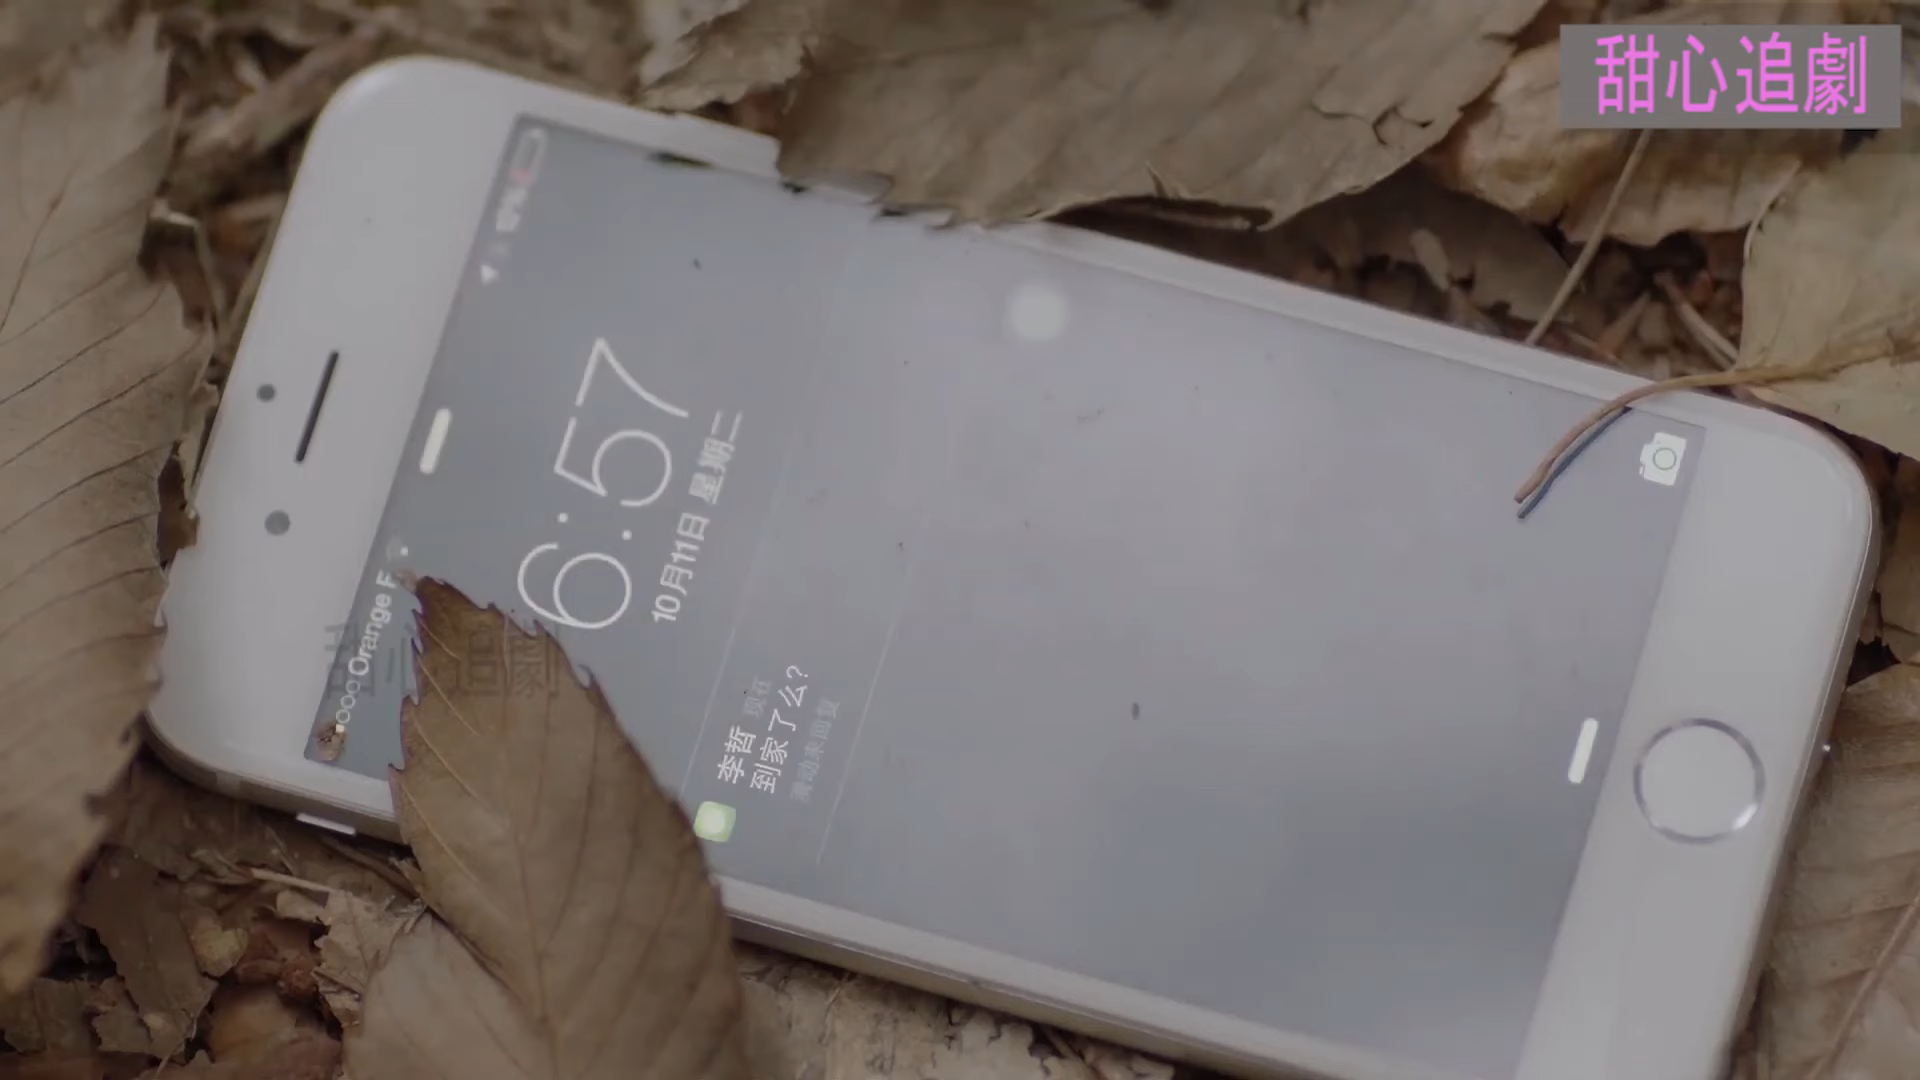 甜心追劇
Orange F
6:57
10月11日 星期二
李哲 现在
到家了么?
滑动来回复
甜心追劇